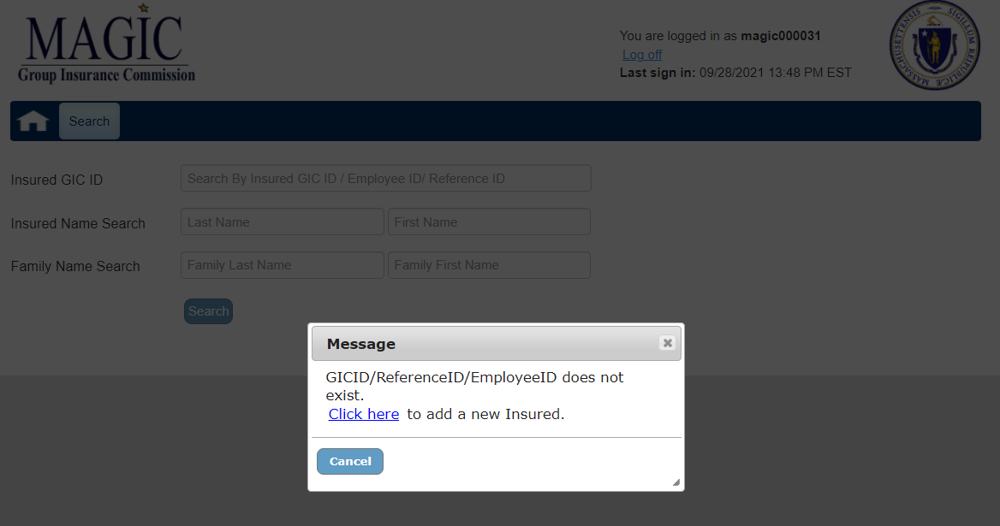 MAGIC
Group Insurance Commission
You are logged in as magic000031
Log off
Last sign in: 09/28/2021 13:48 PM EST
Search
Insured GIC ID
Search By Insured GIC ID / Employee ID/ Reference ID
Insured Name Search
Last Name
First Name
Family Name Search
Family Last Name
Family First Name
Search
Message
GICID/ReferenceID/EmployeeID does not
exist.
Click here to add a new Insured.
Cancel